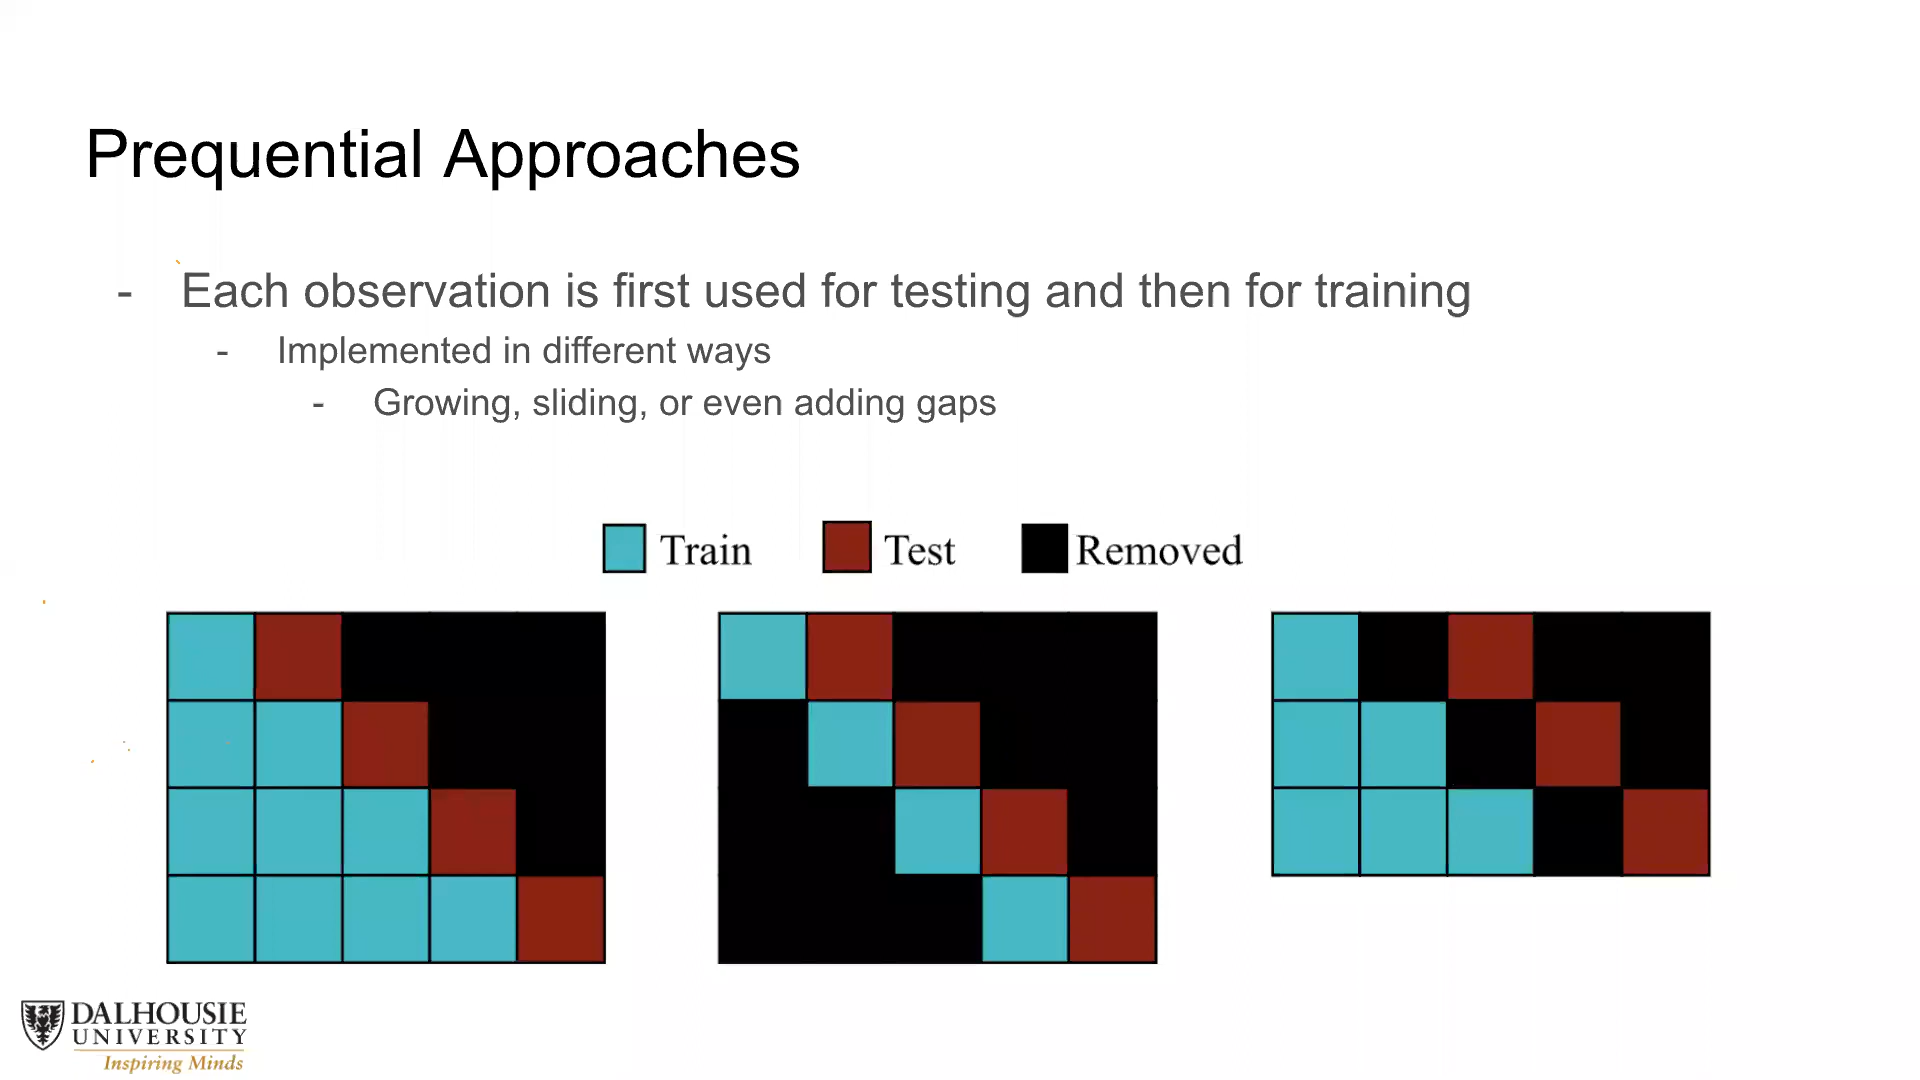 Prequential Approaches
- Each observation is first used for testing and then for training
- Implemented in different ways
- Growing, sliding, or even adding gaps
Train Test Removed
DALHOUSIE
UNIVERSITY
Inspiring Minds